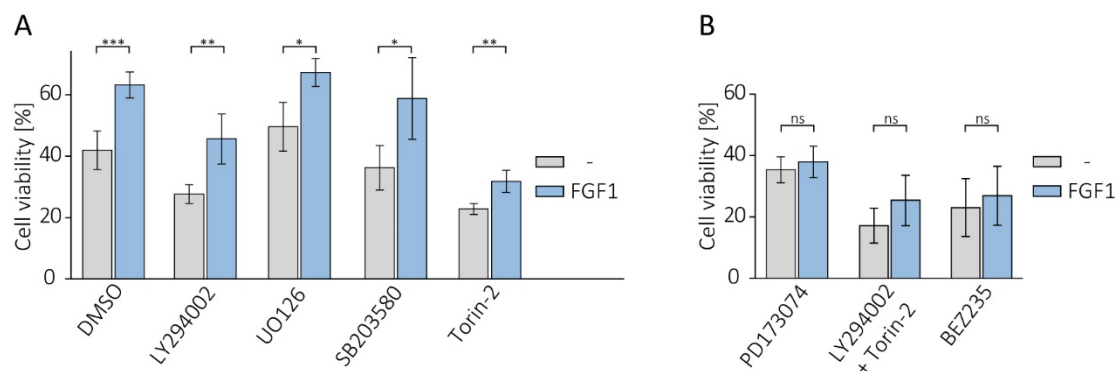 A
*** ** * * **
Cell viability [%]
60
40
20
0
DMSO
LY294002
UO126
SB203580
Torin-2
-
FGF1
B
ns ns ns
Cell viability [%]
60
40
20
0
PD173074
LY294002
+ Torin-2
BEZ235
-
FGF1